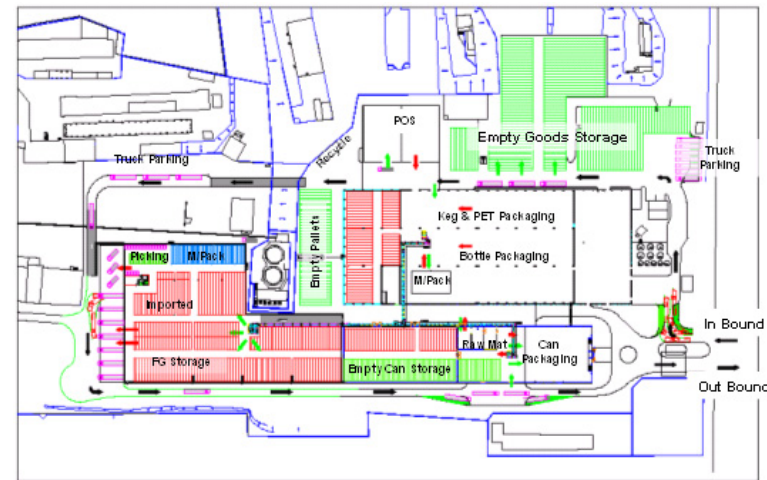 POS
Empty Goods Storage
Truck Parking
Recycle
Truck
Parking
Empty Pallets
Keg & PET Packaging
Bottle Packaging
Picking
M/Pack
M/Pack
Imported
In Bound
Raw Mat
Can
Packaging
FG Storage
Empty Can Storage
Out Bound